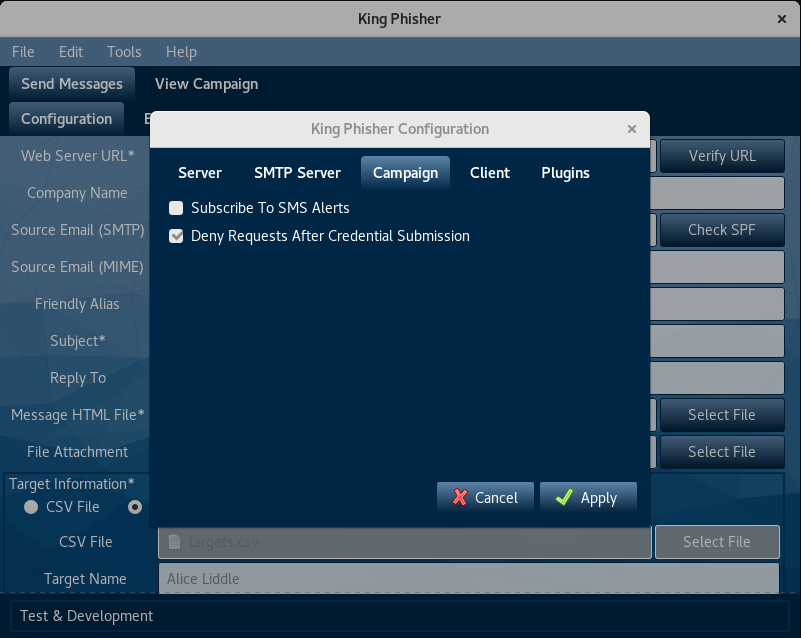 King Phisher
File Edit Tools Help
Send Messages View Campaign
Configuration
King Phisher Configuration
Server SMTP Server Campaign Client Plugins
Subscribe To SMS Alerts
Deny Requests After Credential Submission
Cancel Apply
Web Server URL* Verify URL
Company Name
Source Email (SMTP) Check SPF
Source Email (MIME)
Friendly Alias
Subject*
Reply To
Message HTML File* Select File
File Attachment Select File
Target Information*
CSV File
CSV File targets.csv Select File
Target Name Alice Liddle
Test & Development